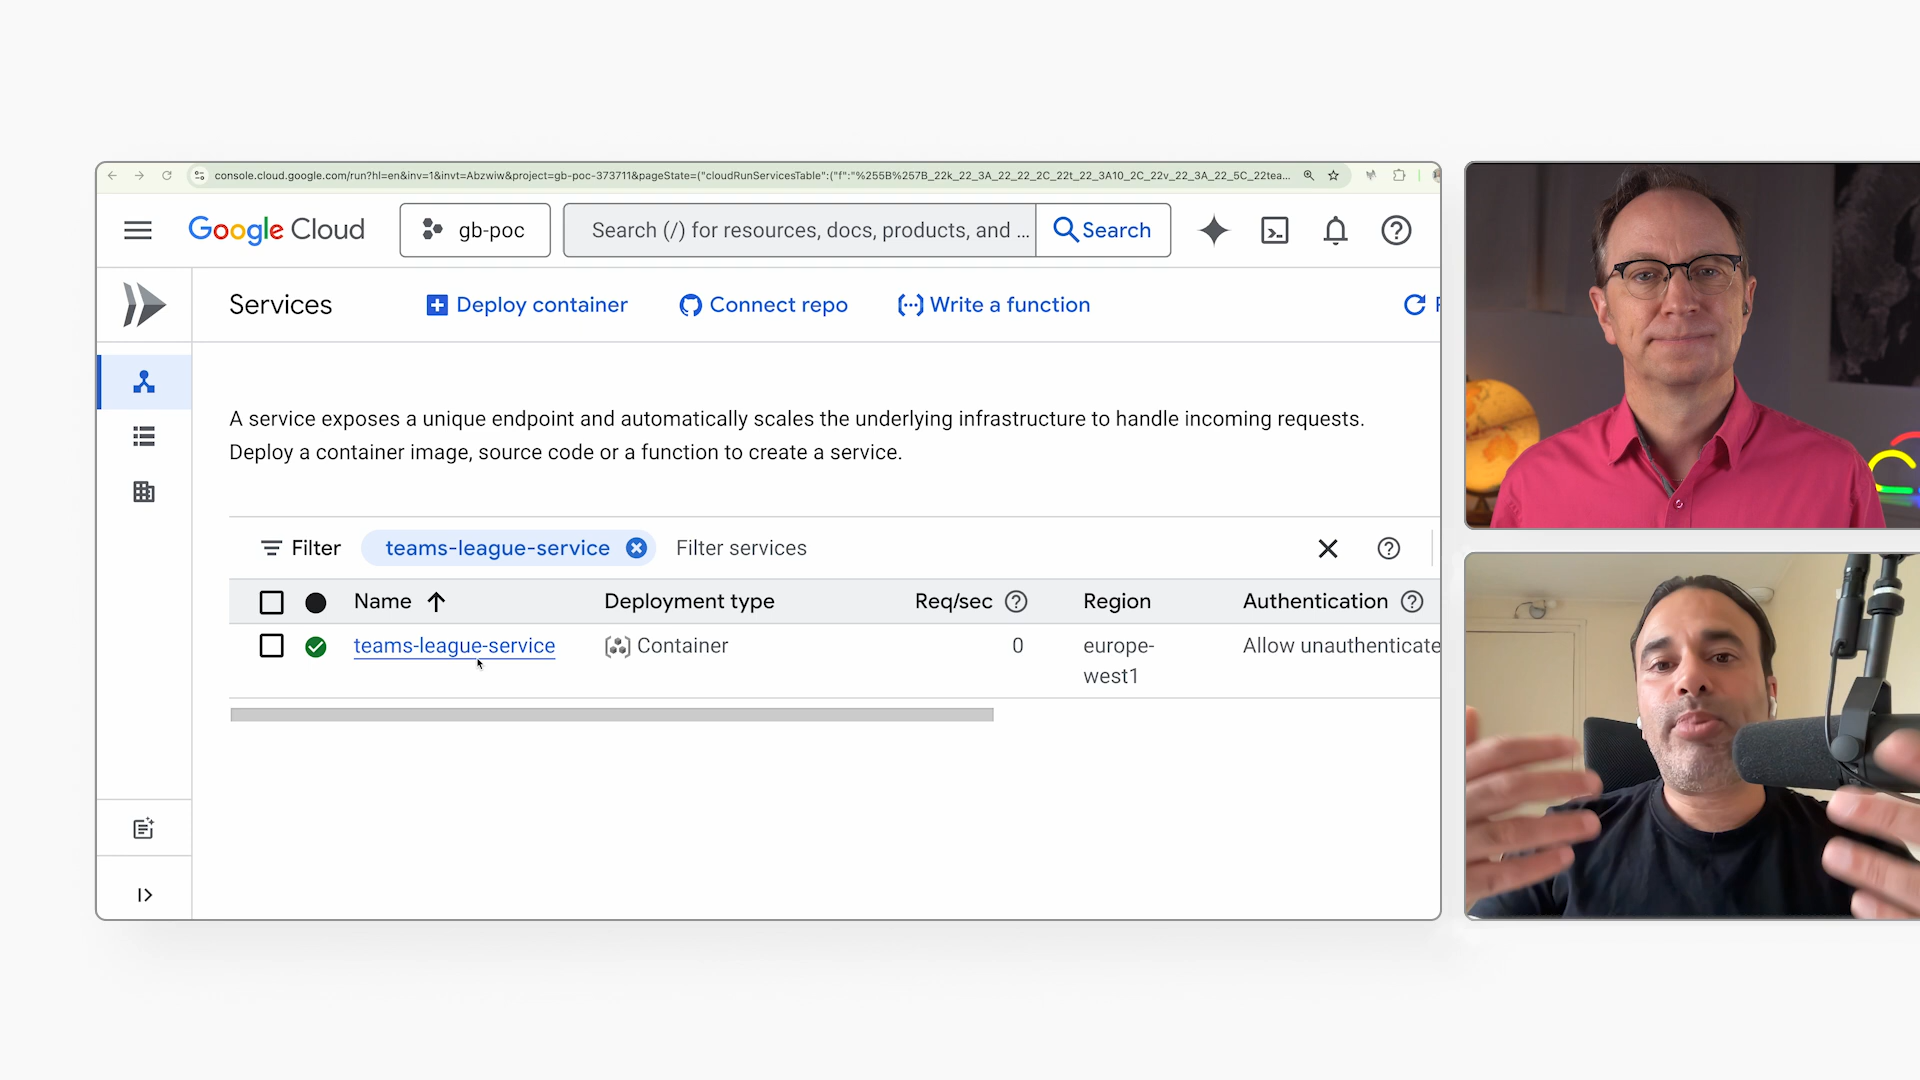 console.cloud.google.com/run?hl=en&inv=1&invt=Abzwiw&project=gb-poc-373711&pageState=("cloudRunServicesTable":("f":"%255B%257B_22k_22_3A_22_22_2C_22t_22_3A10_2C_22v_22_3A_22_5C_22tea...
Google Cloud
gb-poc
Search (/) for resources, docs, products, and ...
Search
Services
Deploy container
Connect repo
Write a function
A service exposes a unique endpoint and automatically scales the underlying infrastructure to handle incoming requests.
Deploy a container image, source code or a function to create a service.
Filter
teams-league-service
Filter services
Name
Deployment type
Req/sec
Region
Authentication
teams-league-service
Container
0
europe-
west1
Allow unauthenticate